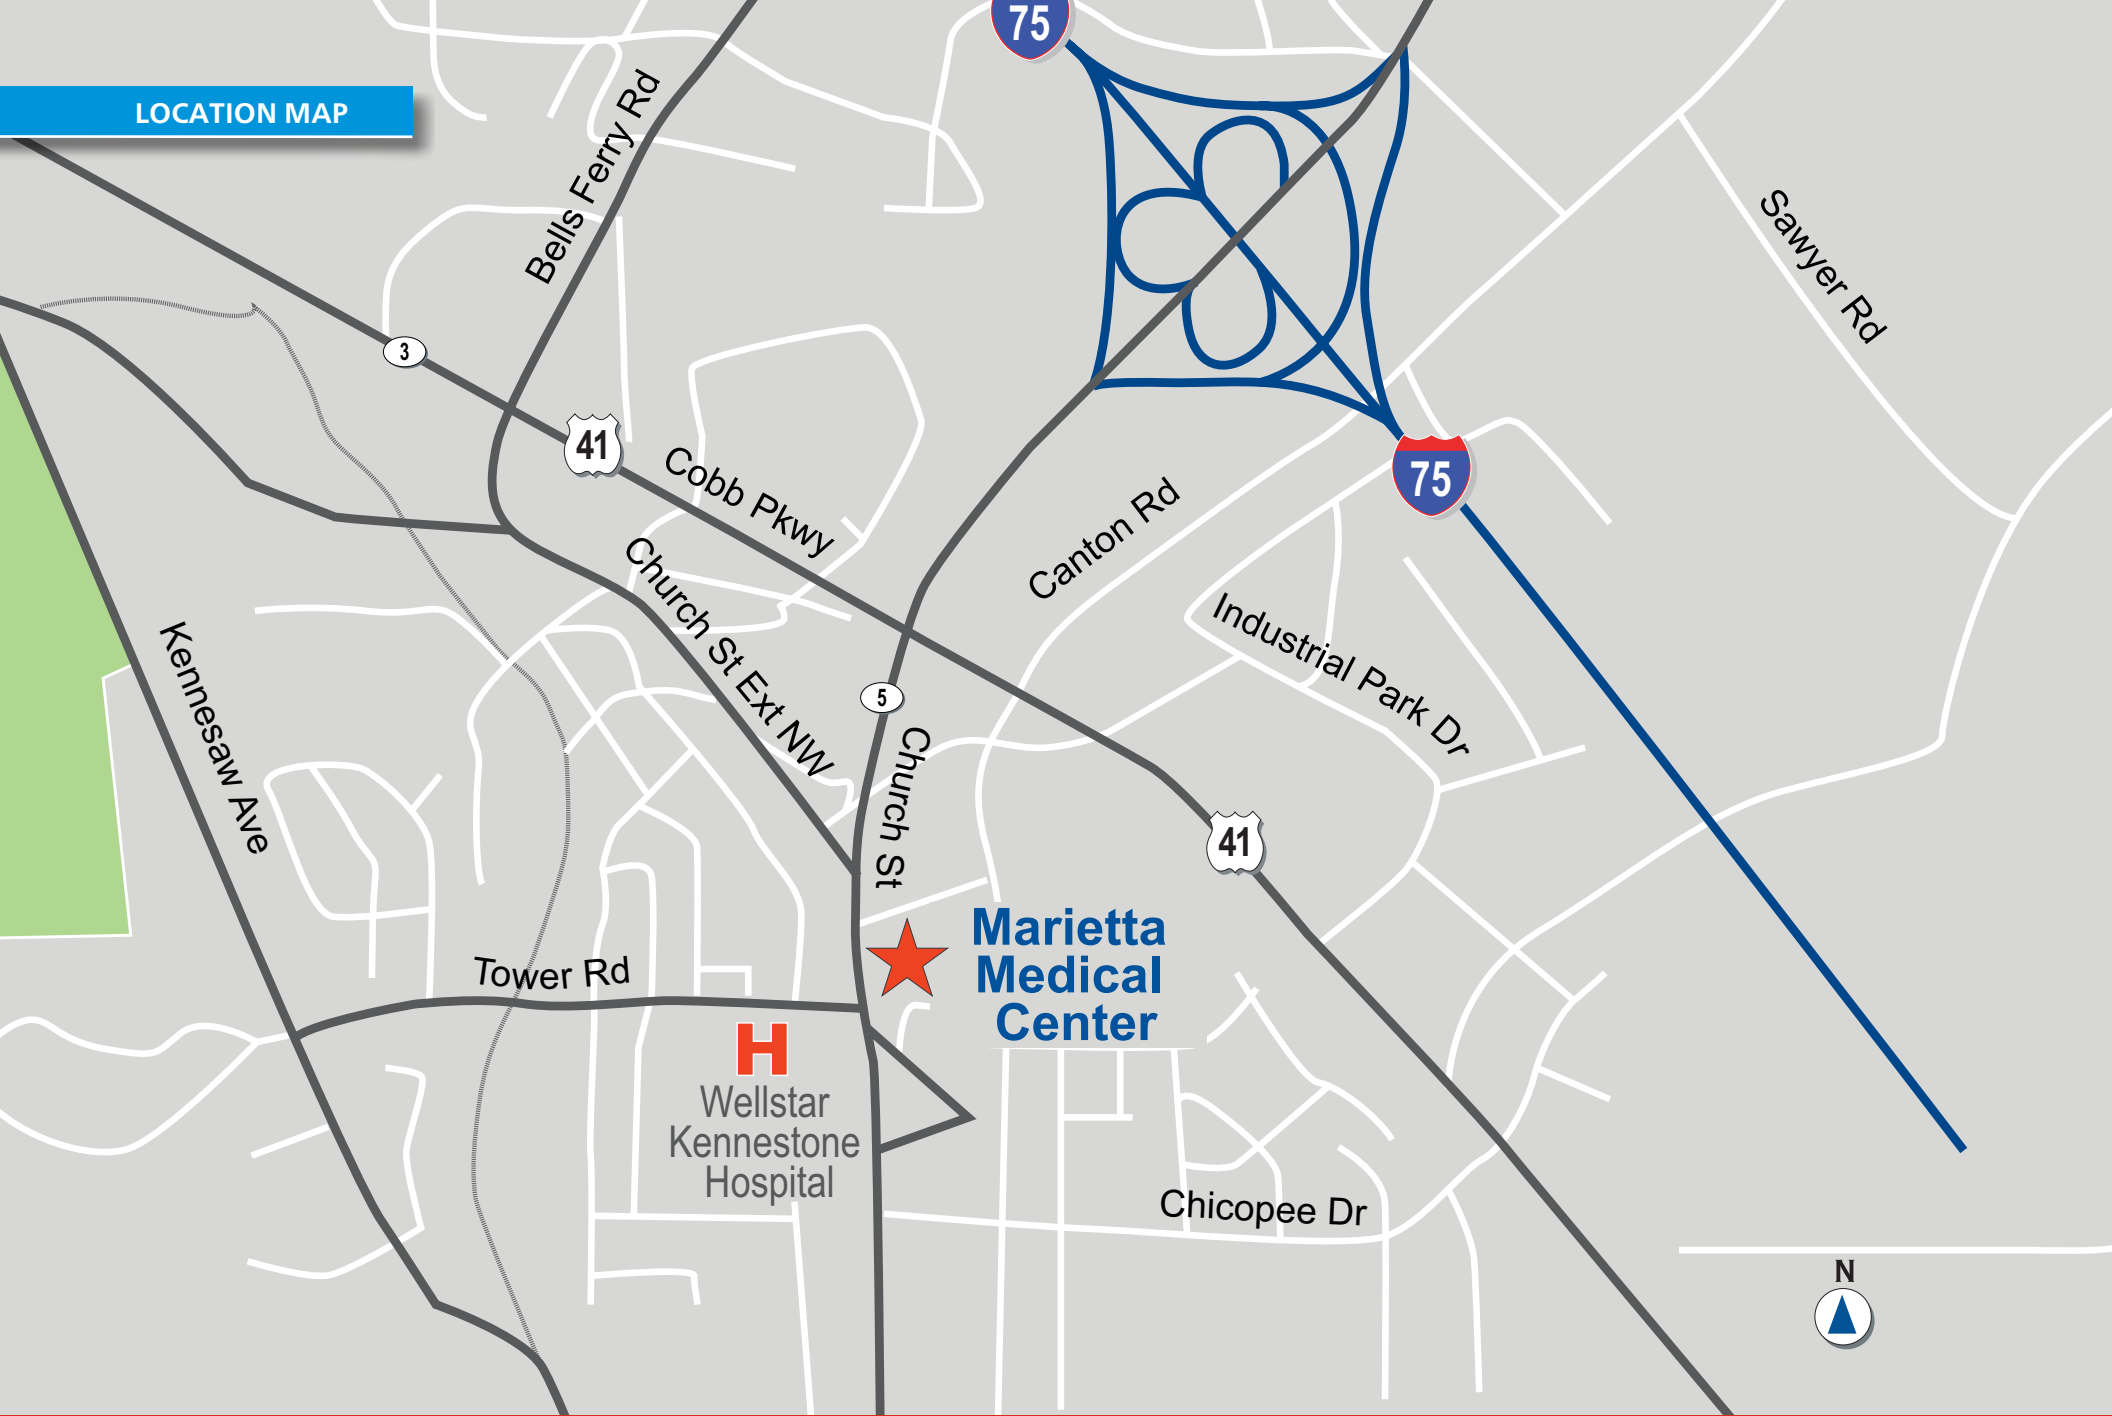 75
LOCATION MAP
Bells Ferry Rd
Sawyer Rd
3
41
Cobb Pkwy
75
Canton Rd
Church St Ext NW
Industrial Park Dr
Kennesaw Ave
5
Church St
41
Marietta
Medical
Center
Tower Rd
Wellstar
Kennestone
Hospital
Chicopee Dr
N